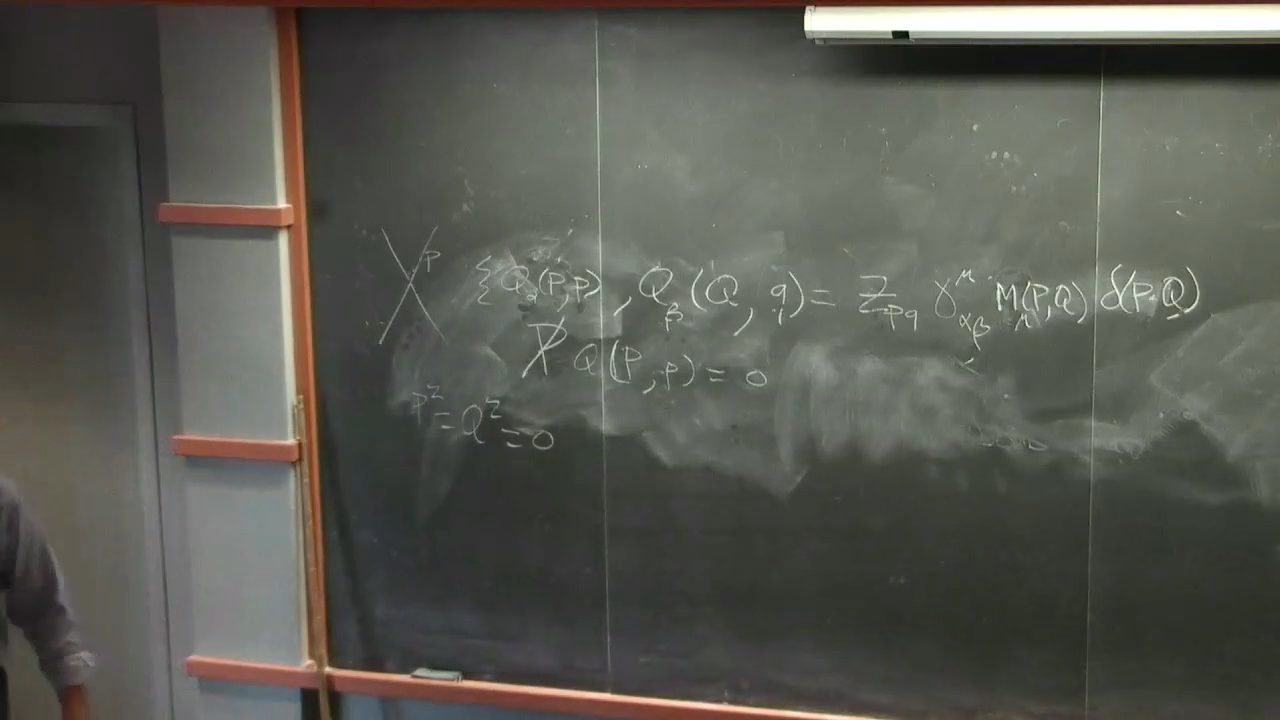 P {Q_α(P,p), Q_β(Q,q) = Z_pq γ^μ_αβ M_μ(P,Q) δ(P·Q)
P̸ Q(P,p) = 0
P² = Q² = 0